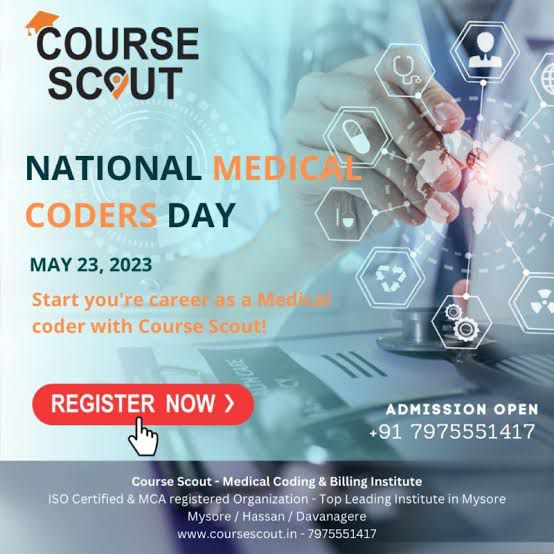 COURSE
SCOUT
NATIONAL MEDICAL
CODERS DAY
MAY 23, 2023
Start you're career as a Medical
coder with Course Scout!
REGISTER NOW ❯
ADMISSION OPEN
+91 7975551417
Course Scout - Medical Coding & Billing Institute
ISO Certified & MCA registered Organization - Top Leading Institute in Mysore
Mysore / Hassan / Davanagere
www.coursescout.in - 7975551417